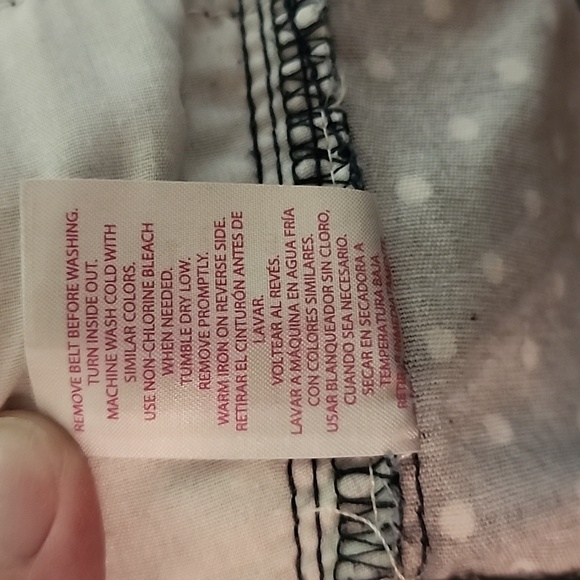 REMOVE BELT BEFORE WASHING.
TURN INSIDE OUT.
MACHINE WASH COLD WITH
SIMILAR COLORS.
USE NON-CHLORINE BLEACH
WHEN NEEDED.
TUMBLE DRY LOW.
REMOVE PROMPTLY.
WARM IRON ON REVERSE SIDE.
RETIRAR EL CINTURÓN ANTES DE
LAVAR.
VOLTEAR AL REVÉS.
LAVAR A MÁQUINA EN AGUA FRÍA
CON COLORES SIMILARES.
USAR BLANQUEADOR SIN CLORO,
CUANDO SEA NECESARIO.
SECAR EN SECADORA A
TEMPERATURA BAJA